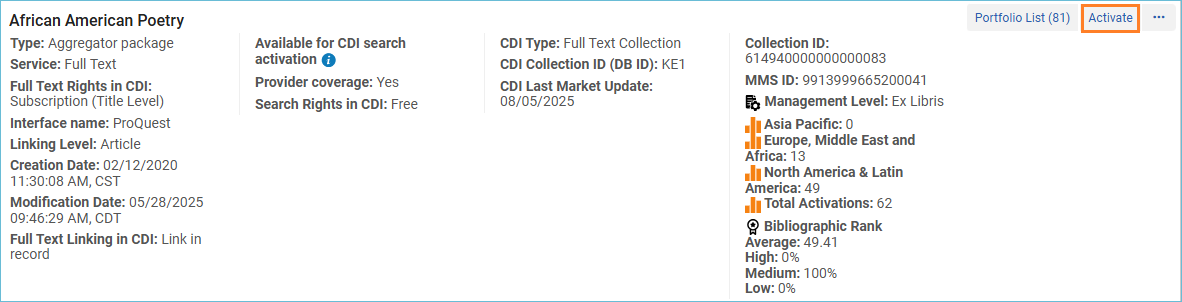 African American Poetry
Portfolio List (81)
Activate
Type: Aggregator package
Service: Full Text
Full Text Rights in CDI:
Subscription (Title Level)
Interface name: ProQuest
Linking Level: Article
Creation Date: 02/12/2020
11:30:08 AM, CST
Modification Date: 05/28/2025
09:46:29 AM, CDT
Full Text Linking in CDI: Link in
record
Available for CDI search
activation
Provider coverage: Yes
Search Rights in CDI: Free
CDI Type: Full Text Collection
CDI Collection ID (DB ID): KE1
CDI Last Market Update:
08/05/2025
Collection ID:
614940000000000083
MMS ID: 9913999665200041
Management Level: Ex Libris
Asia Pacific: 0
Europe, Middle East and
Africa: 13
North America & Latin
America: 49
Total Activations: 62
Bibliographic Rank
Average: 49.41
High: 0%
Medium: 100%
Low: 0%